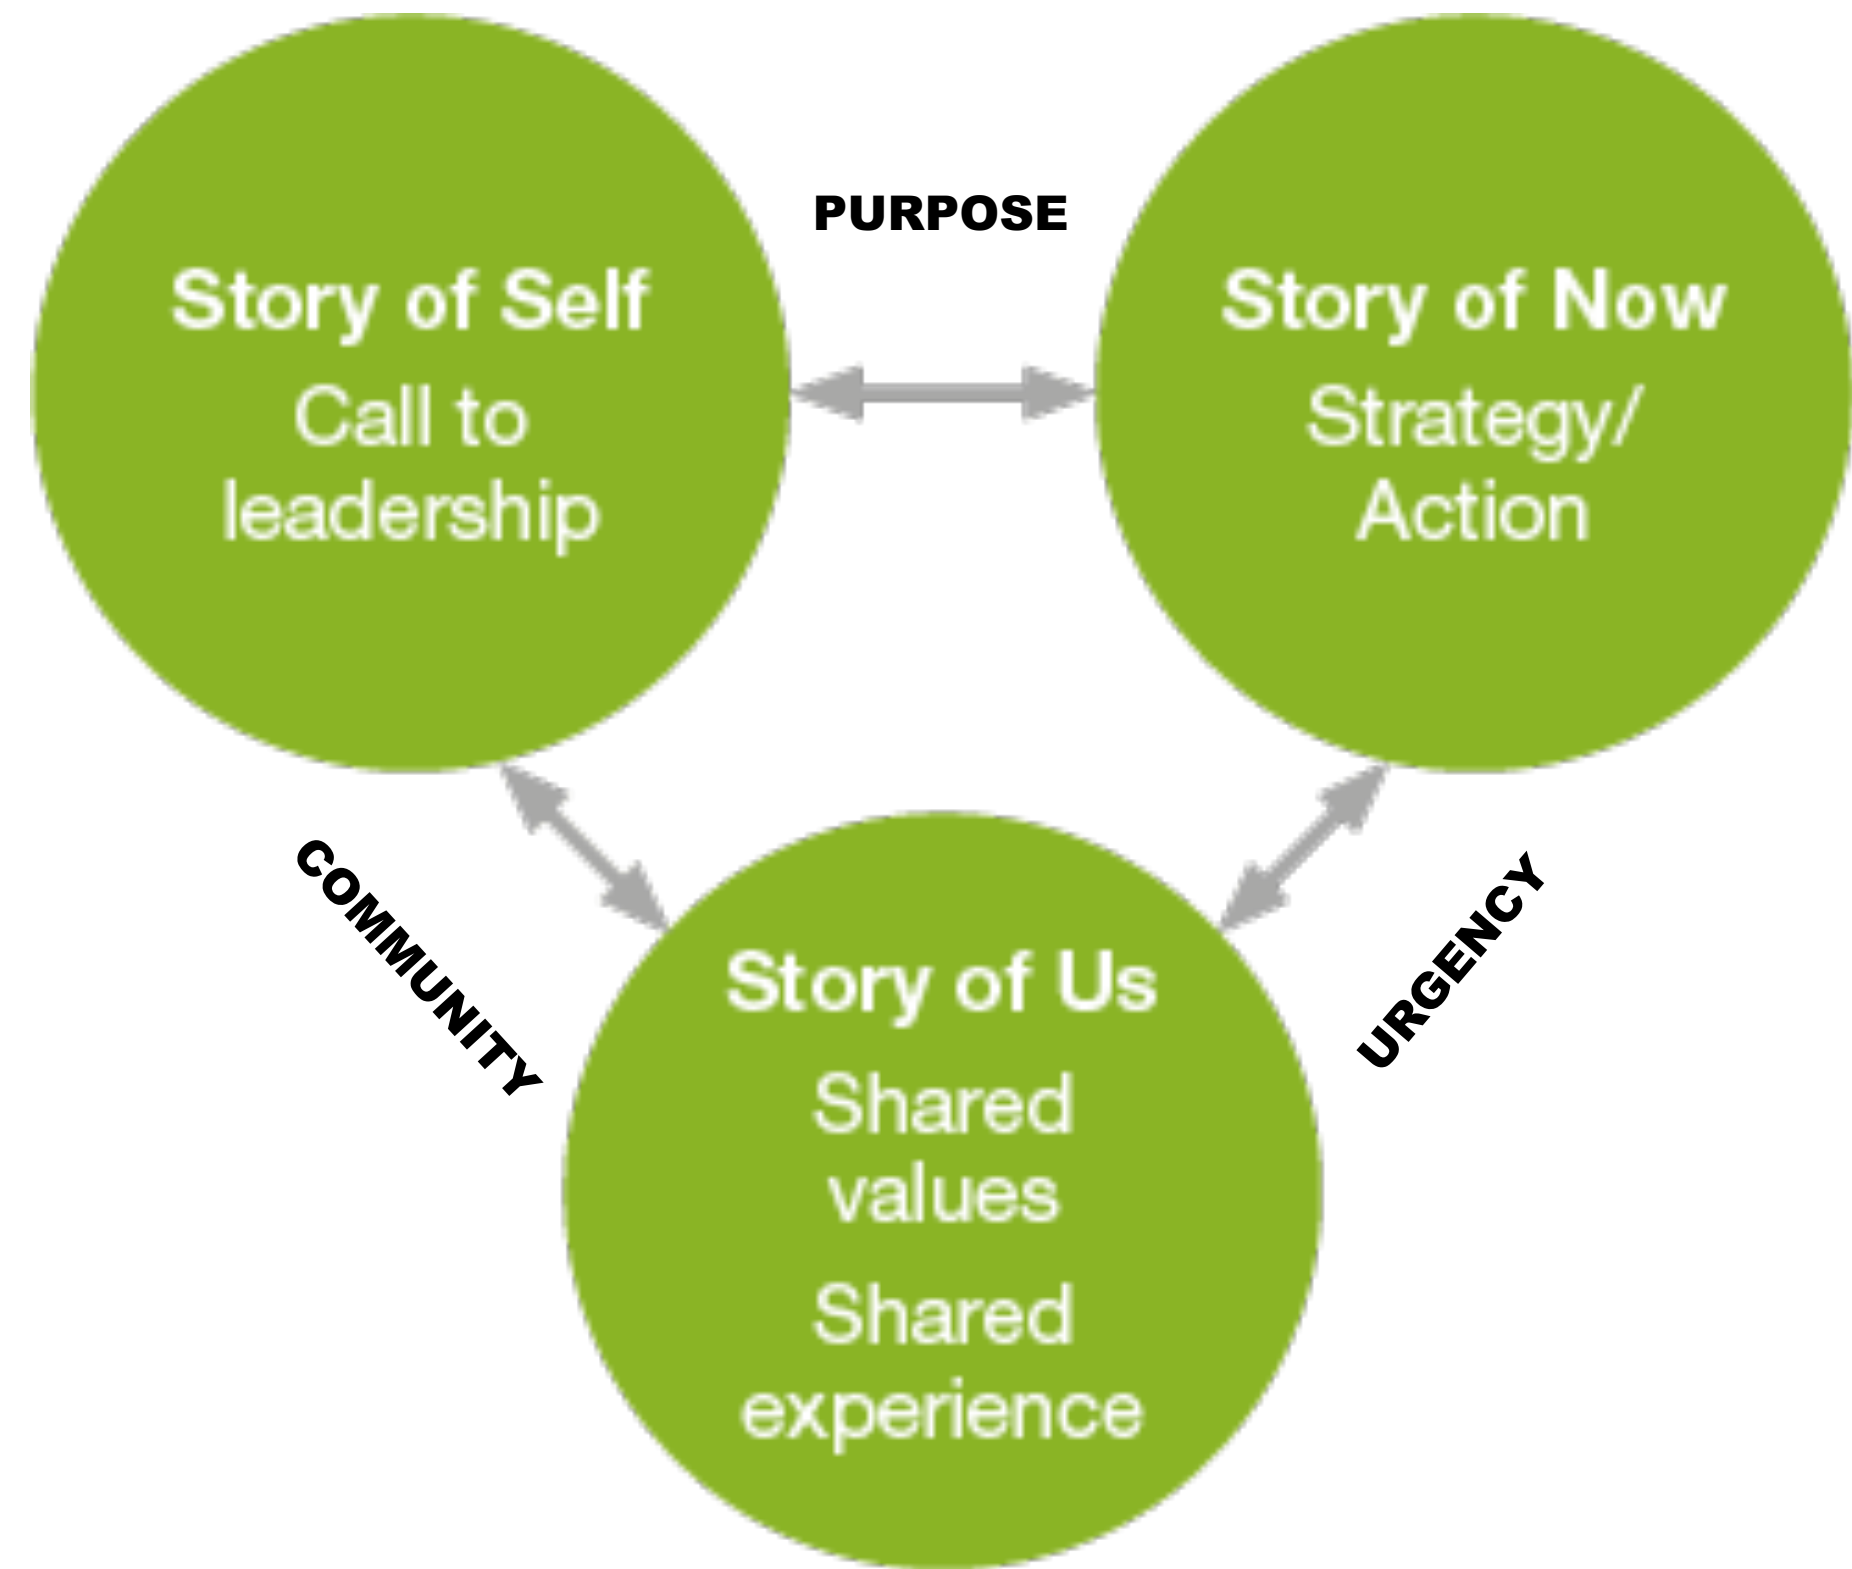 PURPOSE
Story of Self
Call to
leadership
Story of Now
Strategy/
Action
COMMUNITY
URGENCY
Story of Us
Shared
values
Shared
experience